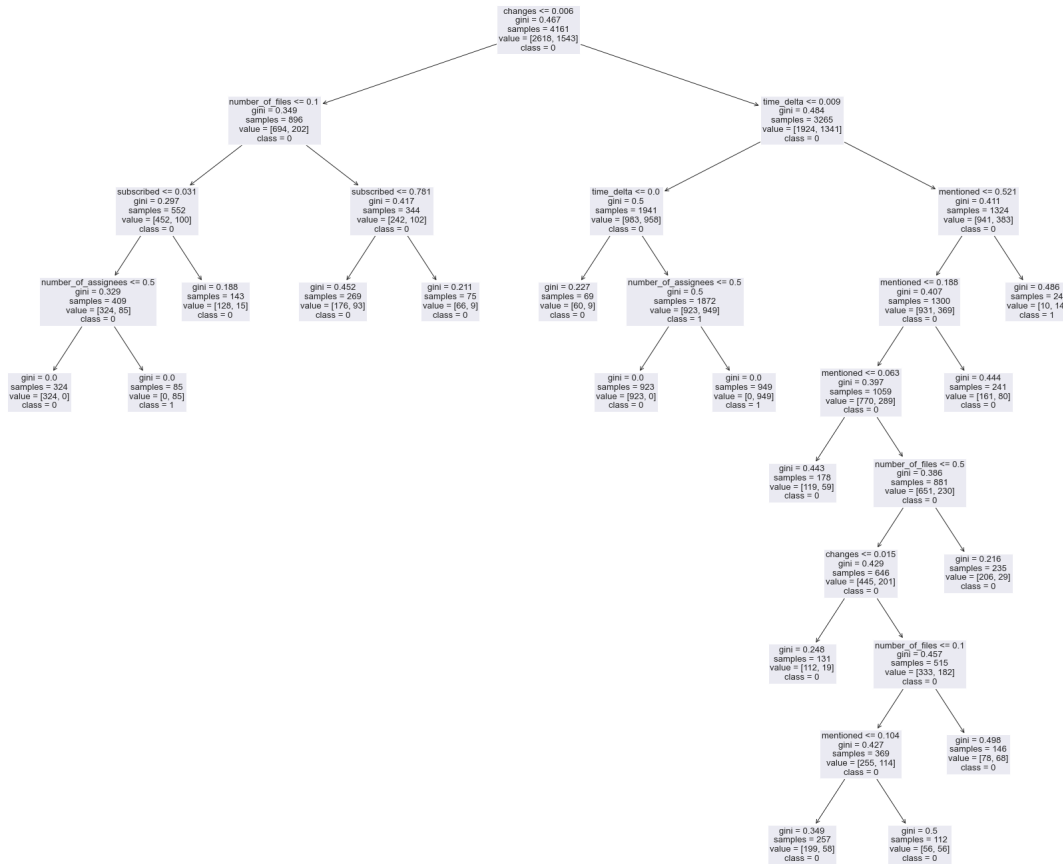 changes <= 0.006
gini = 0.467
samples = 4161
value = [2618, 1543]
class = 0
number_of_files <= 0.1
gini = 0.349
samples = 896
value = [694, 202]
class = 0
time_delta <= 0.009
gini = 0.484
samples = 3265
value = [1924, 1341]
class = 0
subscribed <= 0.031
gini = 0.297
samples = 552
value = [452, 100]
class = 0
subscribed <= 0.781
gini = 0.417
samples = 344
value = [242, 102]
class = 0
time_delta <= 0.0
gini = 0.5
samples = 1941
value = [983, 958]
class = 0
mentioned <= 0.521
gini = 0.411
samples = 1324
value = [941, 383]
class = 0
number_of_assignees <= 0.5
gini = 0.329
samples = 409
value = [324, 85]
class = 0
gini = 0.188
samples = 143
value = [128, 15]
class = 0
gini = 0.452
samples = 269
value = [176, 93]
class = 0
gini = 0.211
samples = 75
value = [66, 9]
class = 0
gini = 0.227
samples = 69
value = [60, 9]
class = 0
number_of_assignees <= 0.5
gini = 0.5
samples = 1872
value = [923, 949]
class = 1
mentioned <= 0.188
gini = 0.407
samples = 1300
value = [931, 369]
class = 0
gini = 0.486
samples = 24
value = [10, 14]
class = 1
gini = 0.0
samples = 324
value = [324, 0]
class = 0
gini = 0.0
samples = 85
value = [0, 85]
class = 1
gini = 0.0
samples = 923
value = [923, 0]
class = 0
gini = 0.0
samples = 949
value = [0, 949]
class = 1
mentioned <= 0.063
gini = 0.397
samples = 1059
value = [770, 289]
class = 0
gini = 0.444
samples = 241
value = [161, 80]
class = 0
gini = 0.443
samples = 178
value = [119, 59]
class = 0
number_of_files <= 0.5
gini = 0.386
samples = 881
value = [651, 230]
class = 0
changes <= 0.015
gini = 0.429
samples = 646
value = [445, 201]
class = 0
gini = 0.216
samples = 235
value = [206, 29]
class = 0
gini = 0.248
samples = 131
value = [112, 19]
class = 0
number_of_files <= 0.1
gini = 0.457
samples = 515
value = [333, 182]
class = 0
mentioned <= 0.104
gini = 0.427
samples = 369
value = [255, 114]
class = 0
gini = 0.498
samples = 146
value = [78, 68]
class = 0
gini = 0.349
samples = 257
value = [199, 58]
class = 0
gini = 0.5
samples = 112
value = [56, 56]
class = 0